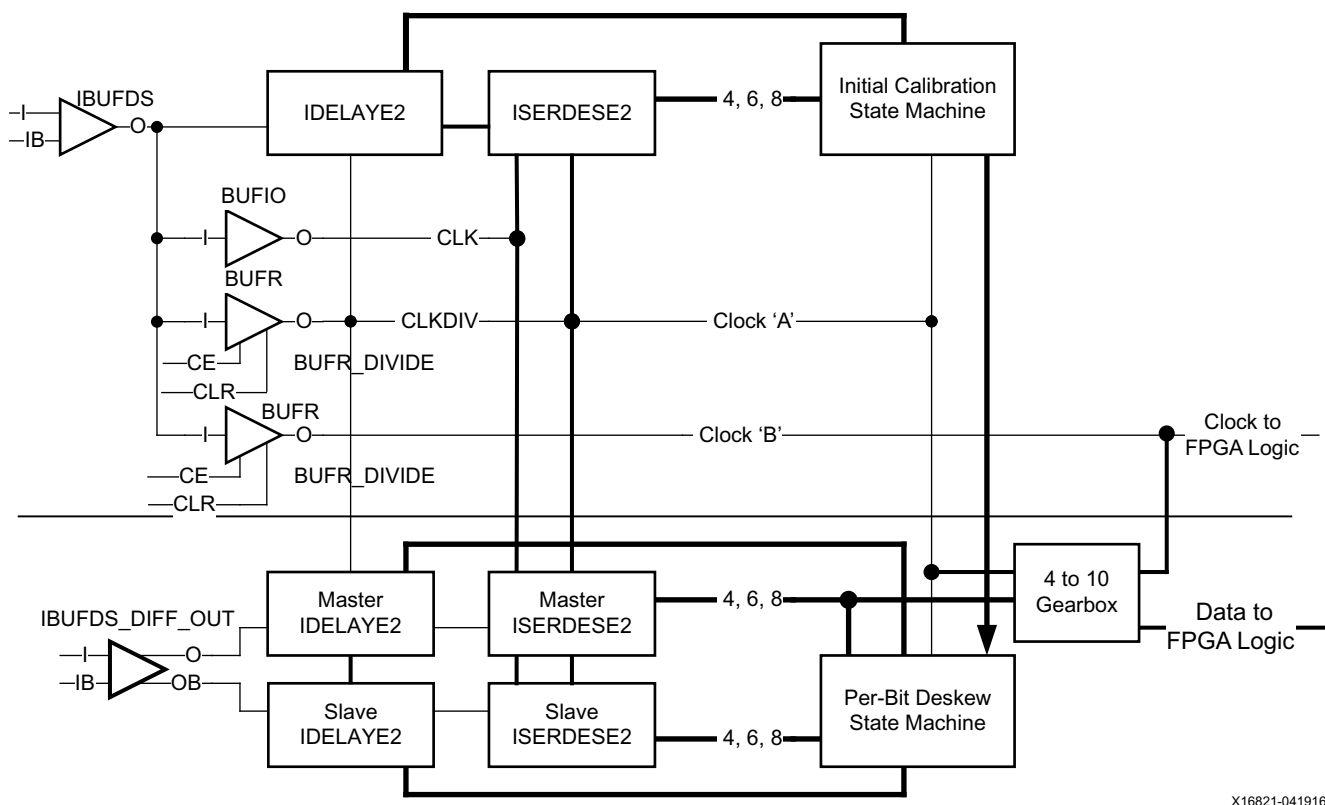 IBUFDS
I
IB
O
IDELAYE2
ISERDESE2
4, 6, 8
Initial Calibration
State Machine
BUFIO
I
O
CLK
BUFR
I
O
CLKDIV
Clock 'A'
CE
BUFR_DIVIDE
CLR
BUFR
I
O
Clock 'B'
Clock to
FPGA Logic
CE
BUFR_DIVIDE
CLR
IBUFDS_DIFF_OUT
I
IB
O
OB
Master
IDELAYE2
Master
ISERDESE2
4, 6, 8
4 to 10
Gearbox
Data to
FPGA Logic
Slave
IDELAYE2
Slave
ISERDESE2
4, 6, 8
Per-Bit Deskew
State Machine
X16821-041916